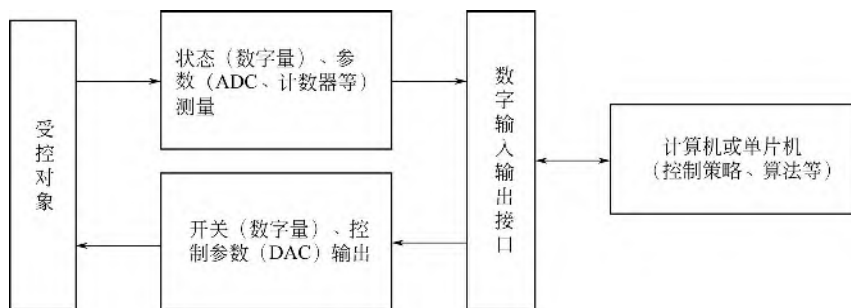 受控对象
状态（数字量）、参
数（ADC、计数器等）
测量
开关（数字量）、控
制参数（DAC）输出
数字输入输出接口
计算机或单片机
（控制策略、算法等）